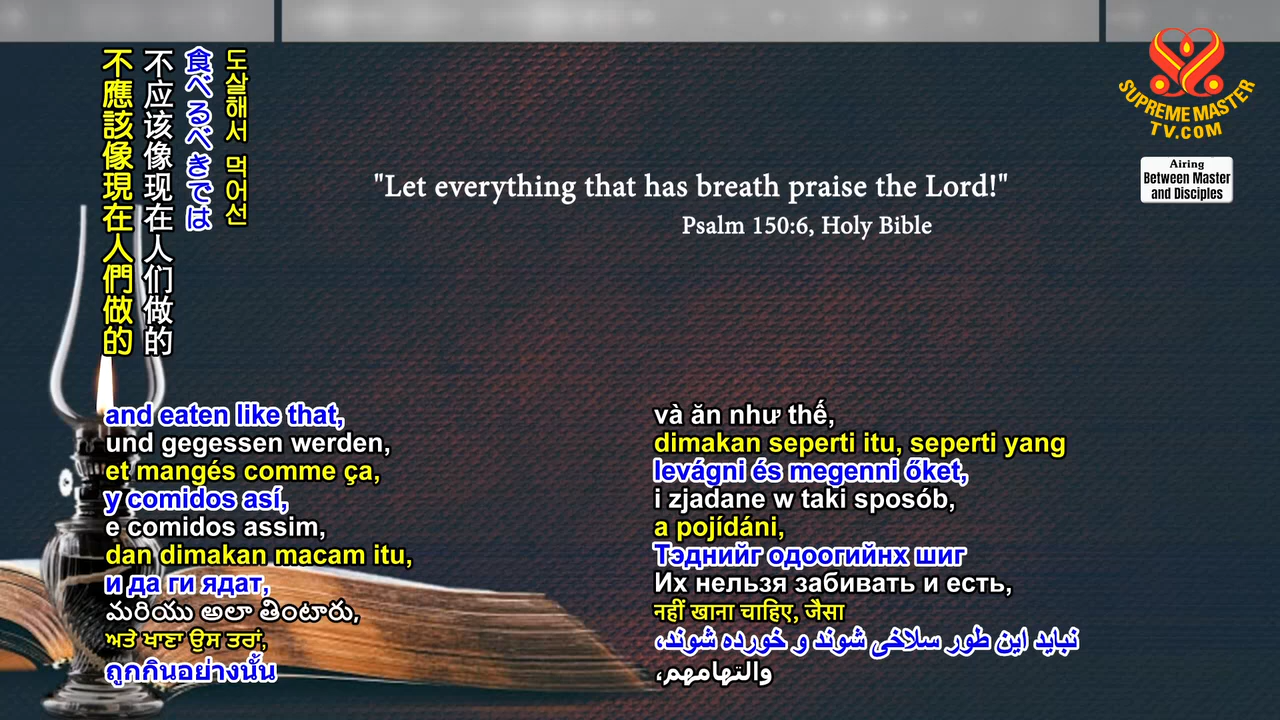 不應該像現在人們做的
不应该像现在人们做的
食べるべきでは
도살해서 먹어선
"Let everything that has breath praise the Lord!"
Psalm 150:6, Holy Bible
SUPREME MASTER
TV.COM
Airing
Between Master
and Disciples
and eaten like that,
und gegessen werden,
et mangés comme ça,
y comidos así,
e comidos assim,
dan dimakan macam itu,
и да ги ядат,
మరియు అలా తింటారు,
ਅਤੇ ਖਾਣਾ ਉਸ ਤਰਾਂ,
ถูกกินอย่างนั้น
và ăn như thế,
dimakan seperti itu, seperti yang
levágni és megenni őket,
i zjadane w taki sposób,
a pojídáni,
Тэднийг одоогийнх шиг
Их нельзя забивать и есть,
नहीं खाना चाहिए, जैसा
نباید این طور سلاخی شوند و خورده شوند،
والتهامهم،